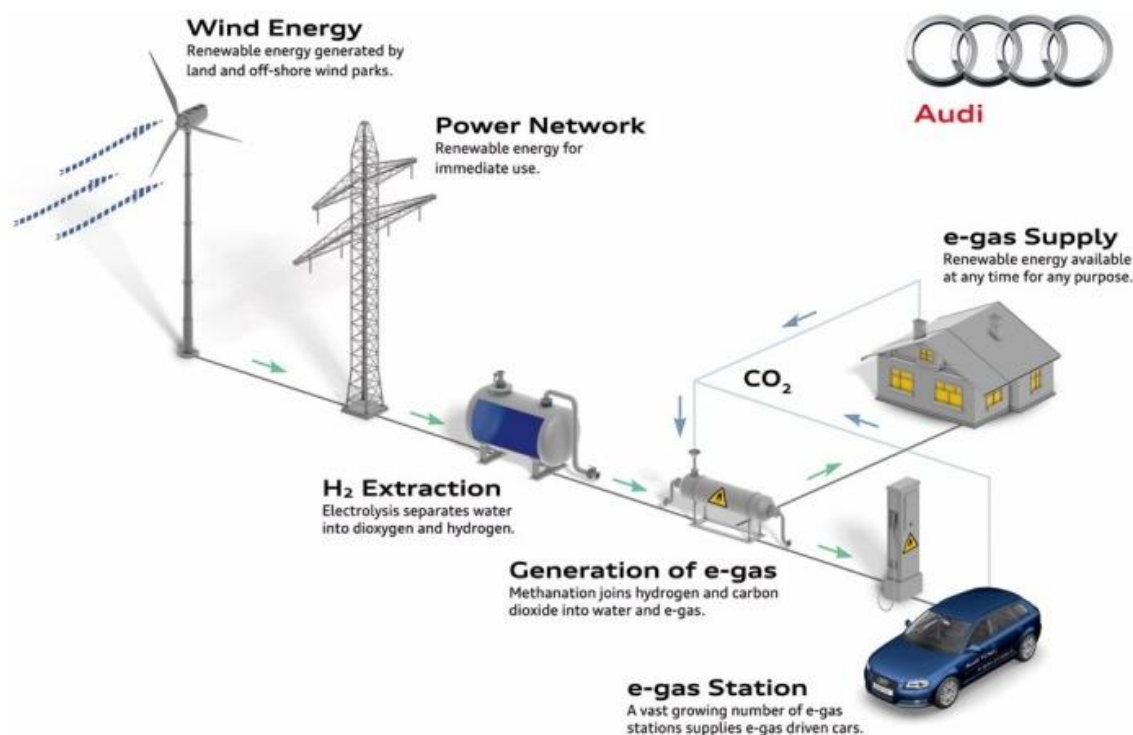 Wind Energy
Renewable energy generated by
land and off-shore wind parks.
Audi
Power Network
Renewable energy for
immediate use.
e-gas Supply
Renewable energy available
at any time for any purpose.
CO₂
H₂ Extraction
Electrolysis separates water
into dioxygen and hydrogen.
Generation of e-gas
Methanation joins hydrogen and carbon
dioxide into water and e-gas.
e-gas Station
A vast growing number of e-gas
stations supplies e-gas driven cars.